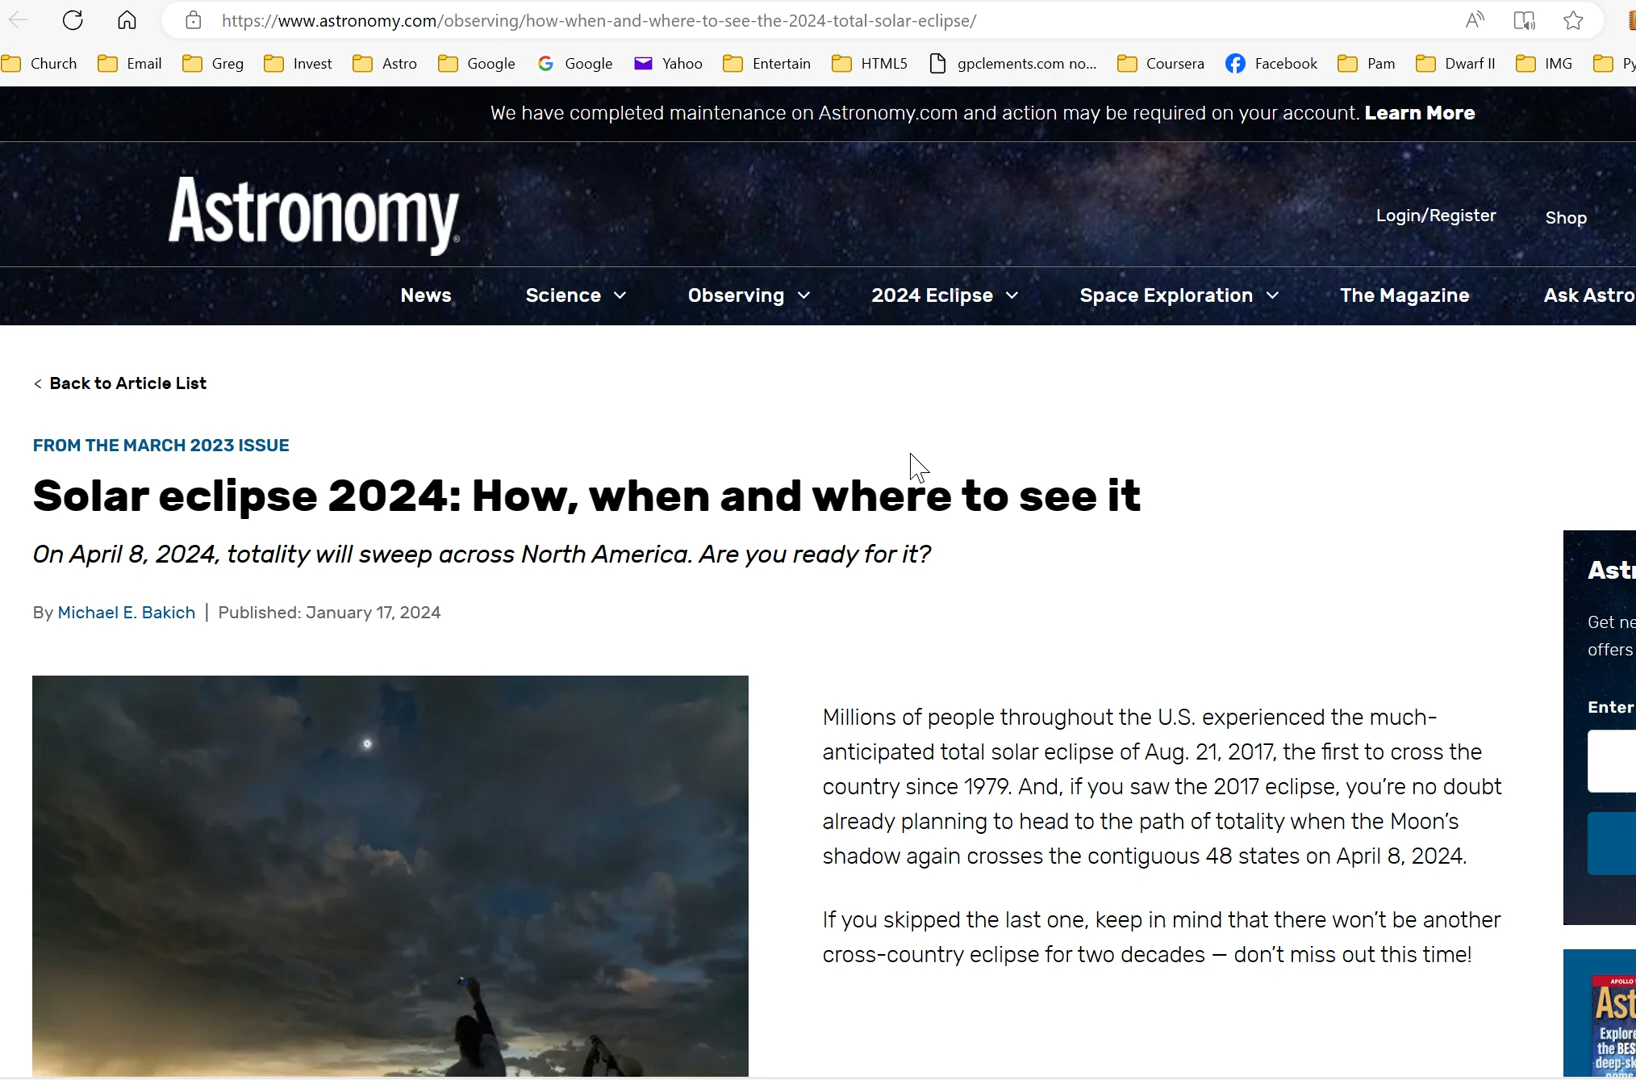 https://www.astronomy.com/observing/how-when-and-where-to-see-the-2024-total-solar-eclipse/
Church Email Greg Invest Astro Google Google Yahoo Entertain HTML5 gpclements.com no... Coursera Facebook Pam Dwarf II IMG Py
We have completed maintenance on Astronomy.com and action may be required on your account. Learn More
Astronomy
Login/Register Shop
News Science Observing 2024 Eclipse Space Exploration The Magazine Ask Astro
< Back to Article List
FROM THE MARCH 2023 ISSUE
Solar eclipse 2024: How, when and where to see it
On April 8, 2024, totality will sweep across North America. Are you ready for it?
By Michael E. Bakich | Published: January 17, 2024
Millions of people throughout the U.S. experienced the much-
anticipated total solar eclipse of Aug. 21, 2017, the first to cross the
country since 1979. And, if you saw the 2017 eclipse, you're no doubt
already planning to head to the path of totality when the Moon's
shadow again crosses the contiguous 48 states on April 8, 2024.
If you skipped the last one, keep in mind that there won't be another
cross-country eclipse for two decades — don't miss out this time!
Astr
Get ne
offers
Enter
APOLLO
Ast
Explore
the BES
deep-sk